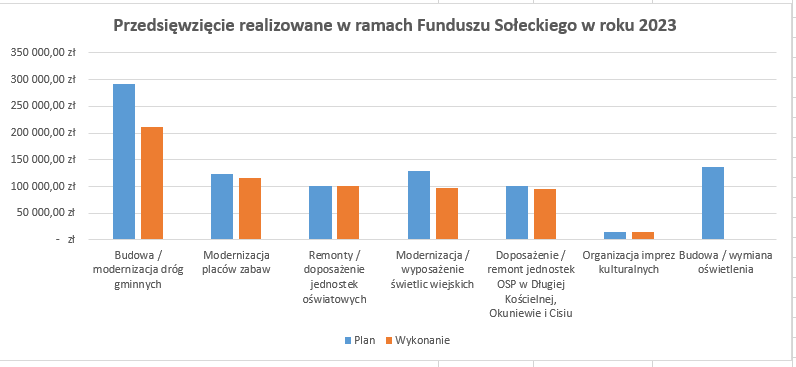 Przedsięwzięcie realizowane w ramach Funduszu Sołeckiego w roku 2023
350 000,00 zł
300 000,00 zł
250 000,00 zł
200 000,00 zł
150 000,00 zł
100 000,00 zł
50 000,00 zł
- zł
Budowa /
modernizacja dróg
gminnych
Modernizacja
placów zabaw
Remonty /
doposażenie
jednostek
oświatowych
Modernizacja /
wyposażenie
świetlic wiejskich
Doposażenie /
remont jednostek
OSP w Długiej
Kościelnej,
Okuniewie i Cisiu
Organizacja imprez
kulturalnych
Budowa / wymiana
oświetlenia
Plan
Wykonanie